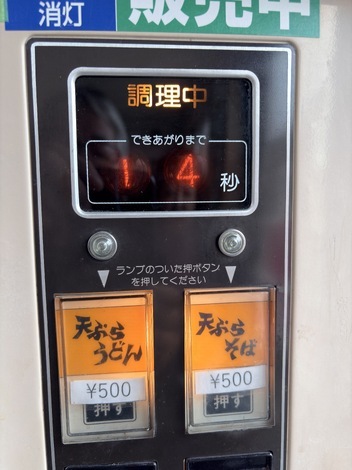 消灯
販売中
調理中
できあがりまで
14秒
ランプのついた押ボタン
を押してください
天ぷら
うどん
¥500
押す
天ぷら
そば
¥500
押す